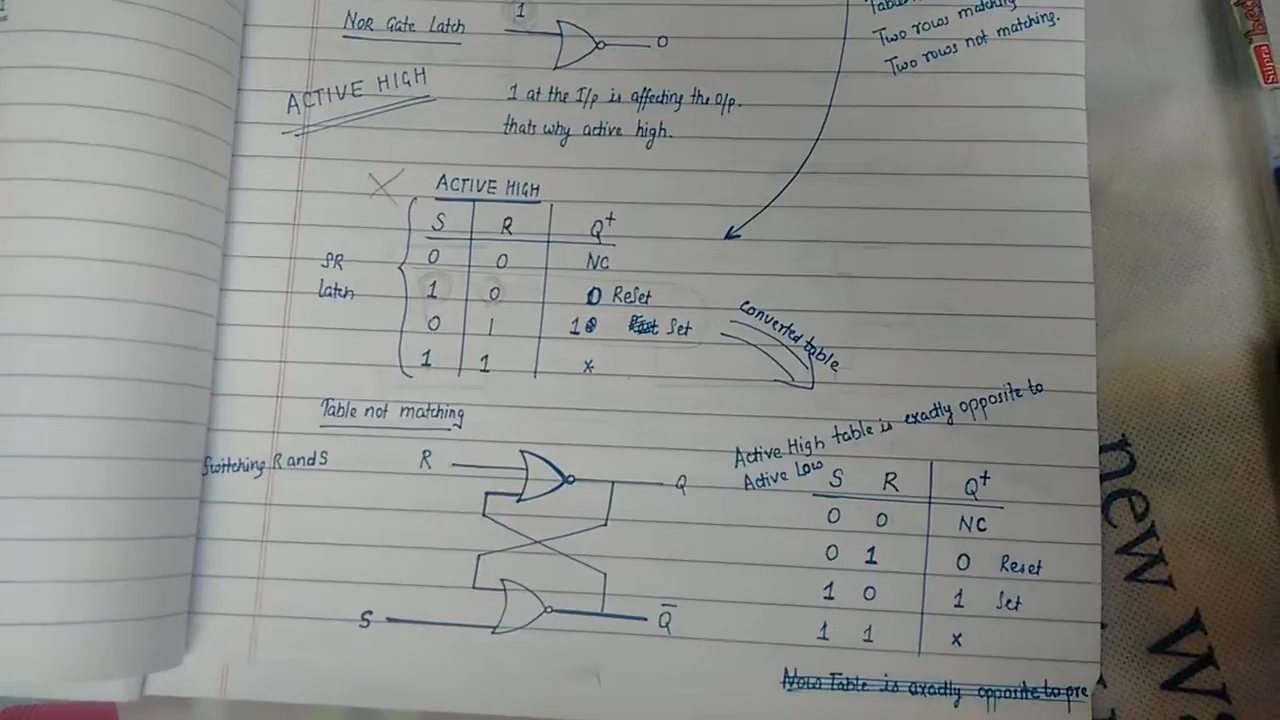 Two rows matching
Two rows not matching.
NOR Gate Latch
1
0
ACTIVE HIGH
1 at the I/p is affecting the O/p.
thats why active high.
ACTIVE HIGH
S R Q+
0 0 NC
1 0 0 Reset
0 1 1 Set
1 1 x
SR
latch
converted table
Table not matching
Switching R and S
R
Q
S
Q̅
Active High table is exactly opposite to
Active Low
S R Q+
0 0 NC
0 1 0 Reset
1 0 1 Set
1 1 x
Now Table is exactly opposite to pre
new